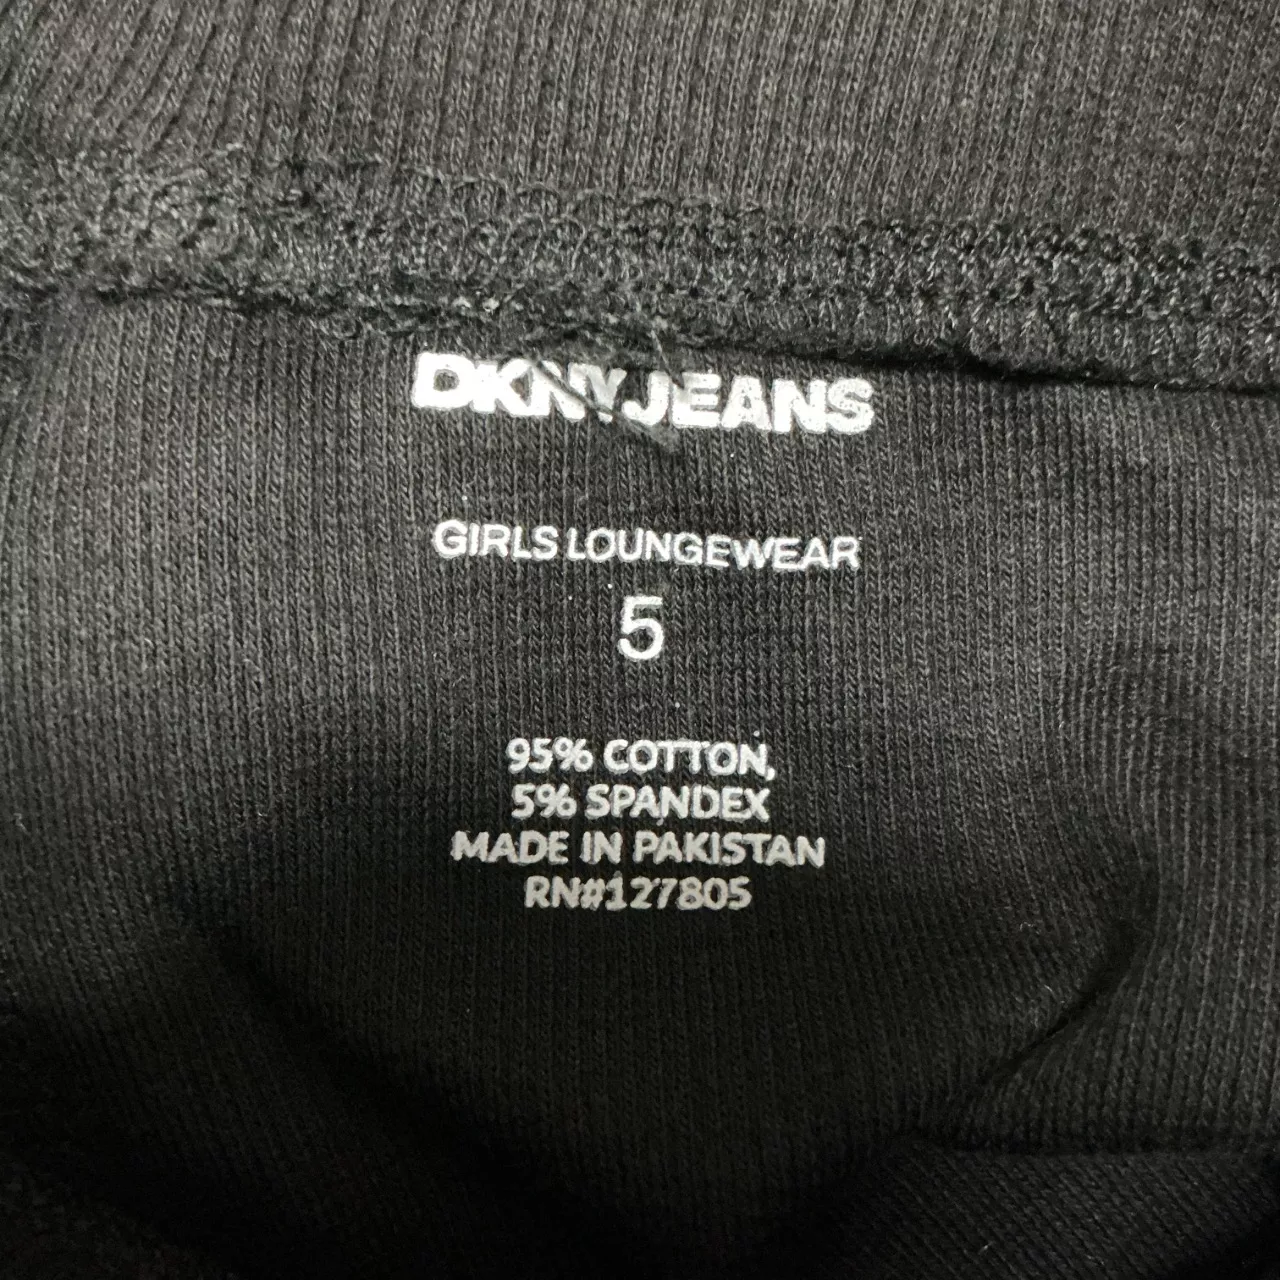 DKNY JEANS
GIRLS LOUNGEWEAR
5
95% COTTON,
5% SPANDEX
MADE IN PAKISTAN
RN#127805